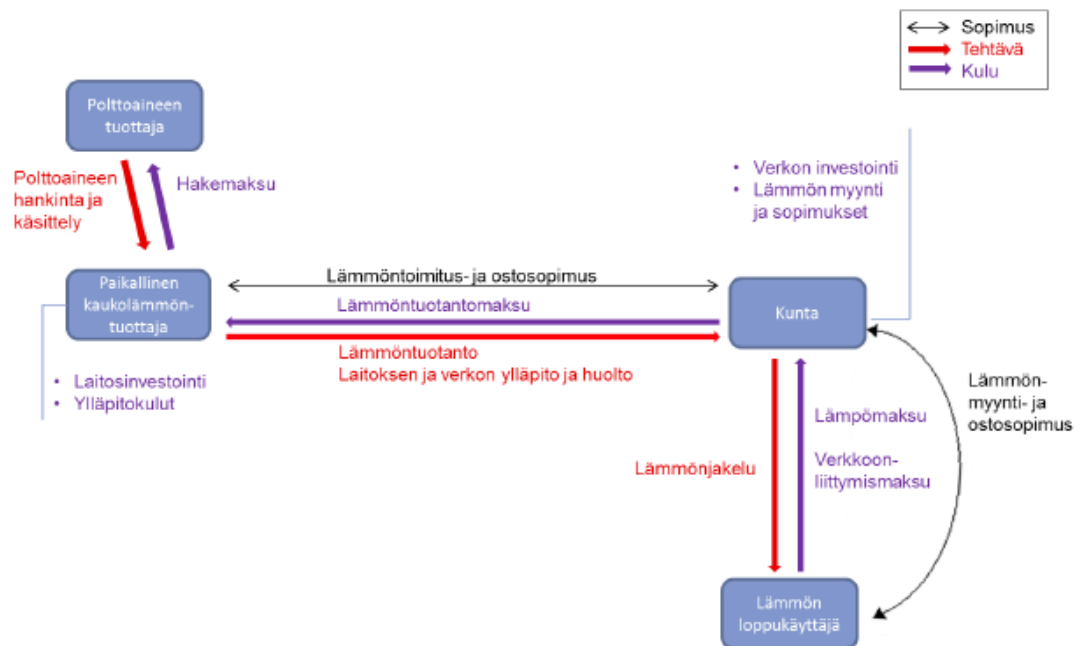 Sopimus
Tehtävä
Kulu
Polttoaineen
tuottaja
Polttoaineen
hankinta ja
käsittely
Hakemaksu
• Verkon investointi
• Lämmön myynti
ja sopimukset
Paikallinen
kaukolämmön-
tuottaja
Lämmöntoimitus- ja ostosopimus
Lämmöntuotantomaksu
Kunta
Lämmöntuotanto
Laitoksen ja verkon ylläpito ja huolto
• Laitosinvestointi
• Ylläpitokulut
Lämmön-
myynti- ja
ostosopimus
Lämpömaksu
Lämmönjakelu
Verkkoon-
liittymismaksu
Lämmön
loppukäyttäjä